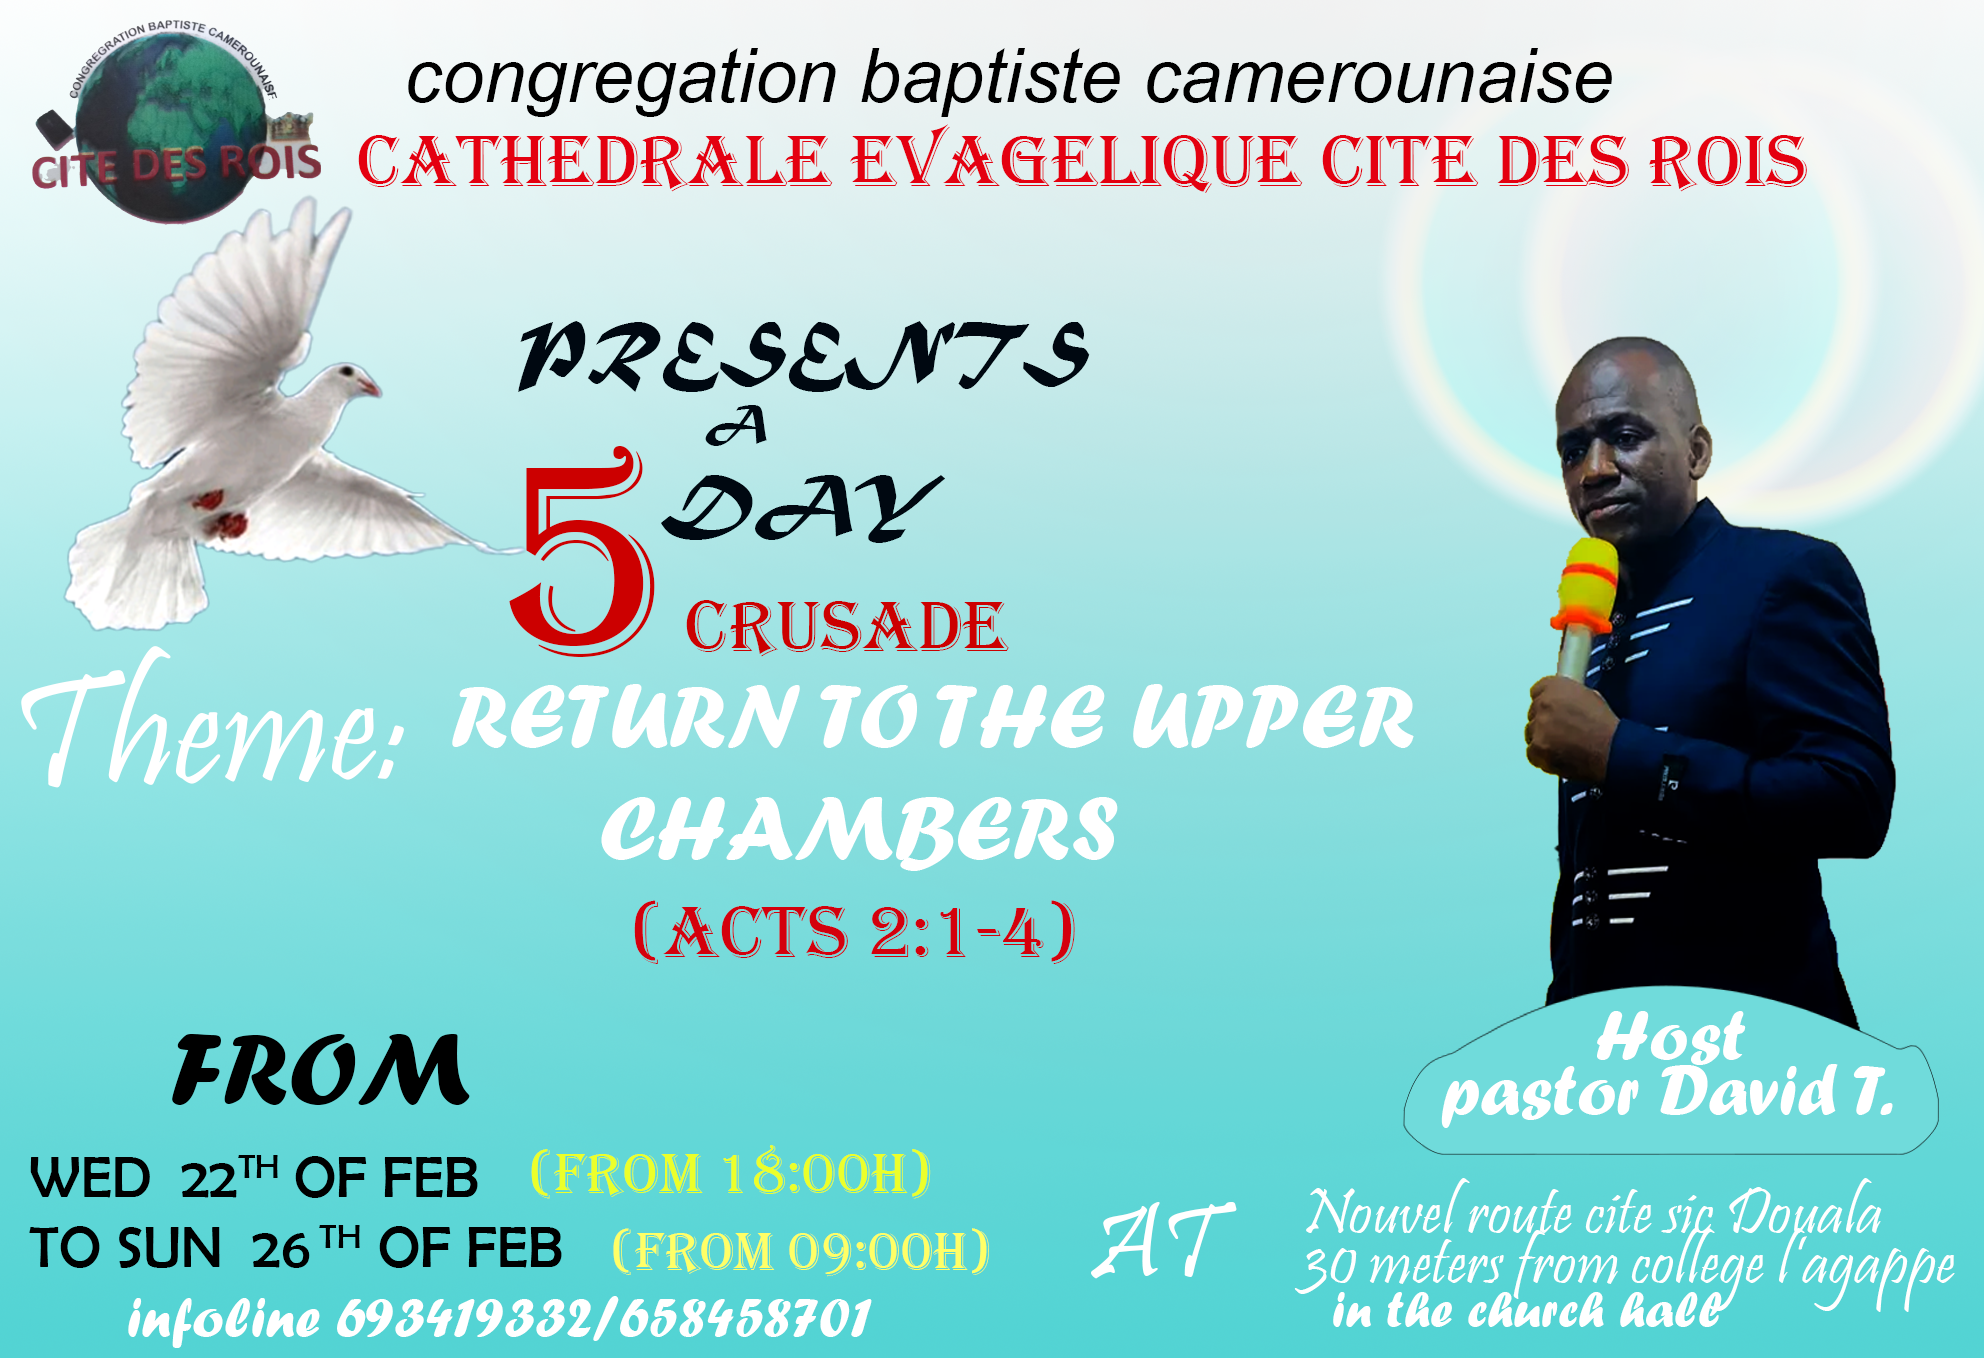 CONGREGRATION BAPTISTE CAMEROUNAISE
CITE DES ROIS
congregation baptiste camerounaise
CATHEDRALE EVAGELIQUE CITE DES ROIS
PRESENTS
A
5 DAY
CRUSADE
Theme: RETURN TO THE UPPER
CHAMBERS
(ACTS 2:1-4)
Host
pastor David T.
FROM
WED 22TH OF FEB (FROM 18:00H)
TO SUN 26TH OF FEB (FROM 09:00H)
infoline 693419332/658458701
AT
Nouvel route cite sic Douala
30 meters from college l'agappe
in the church hall